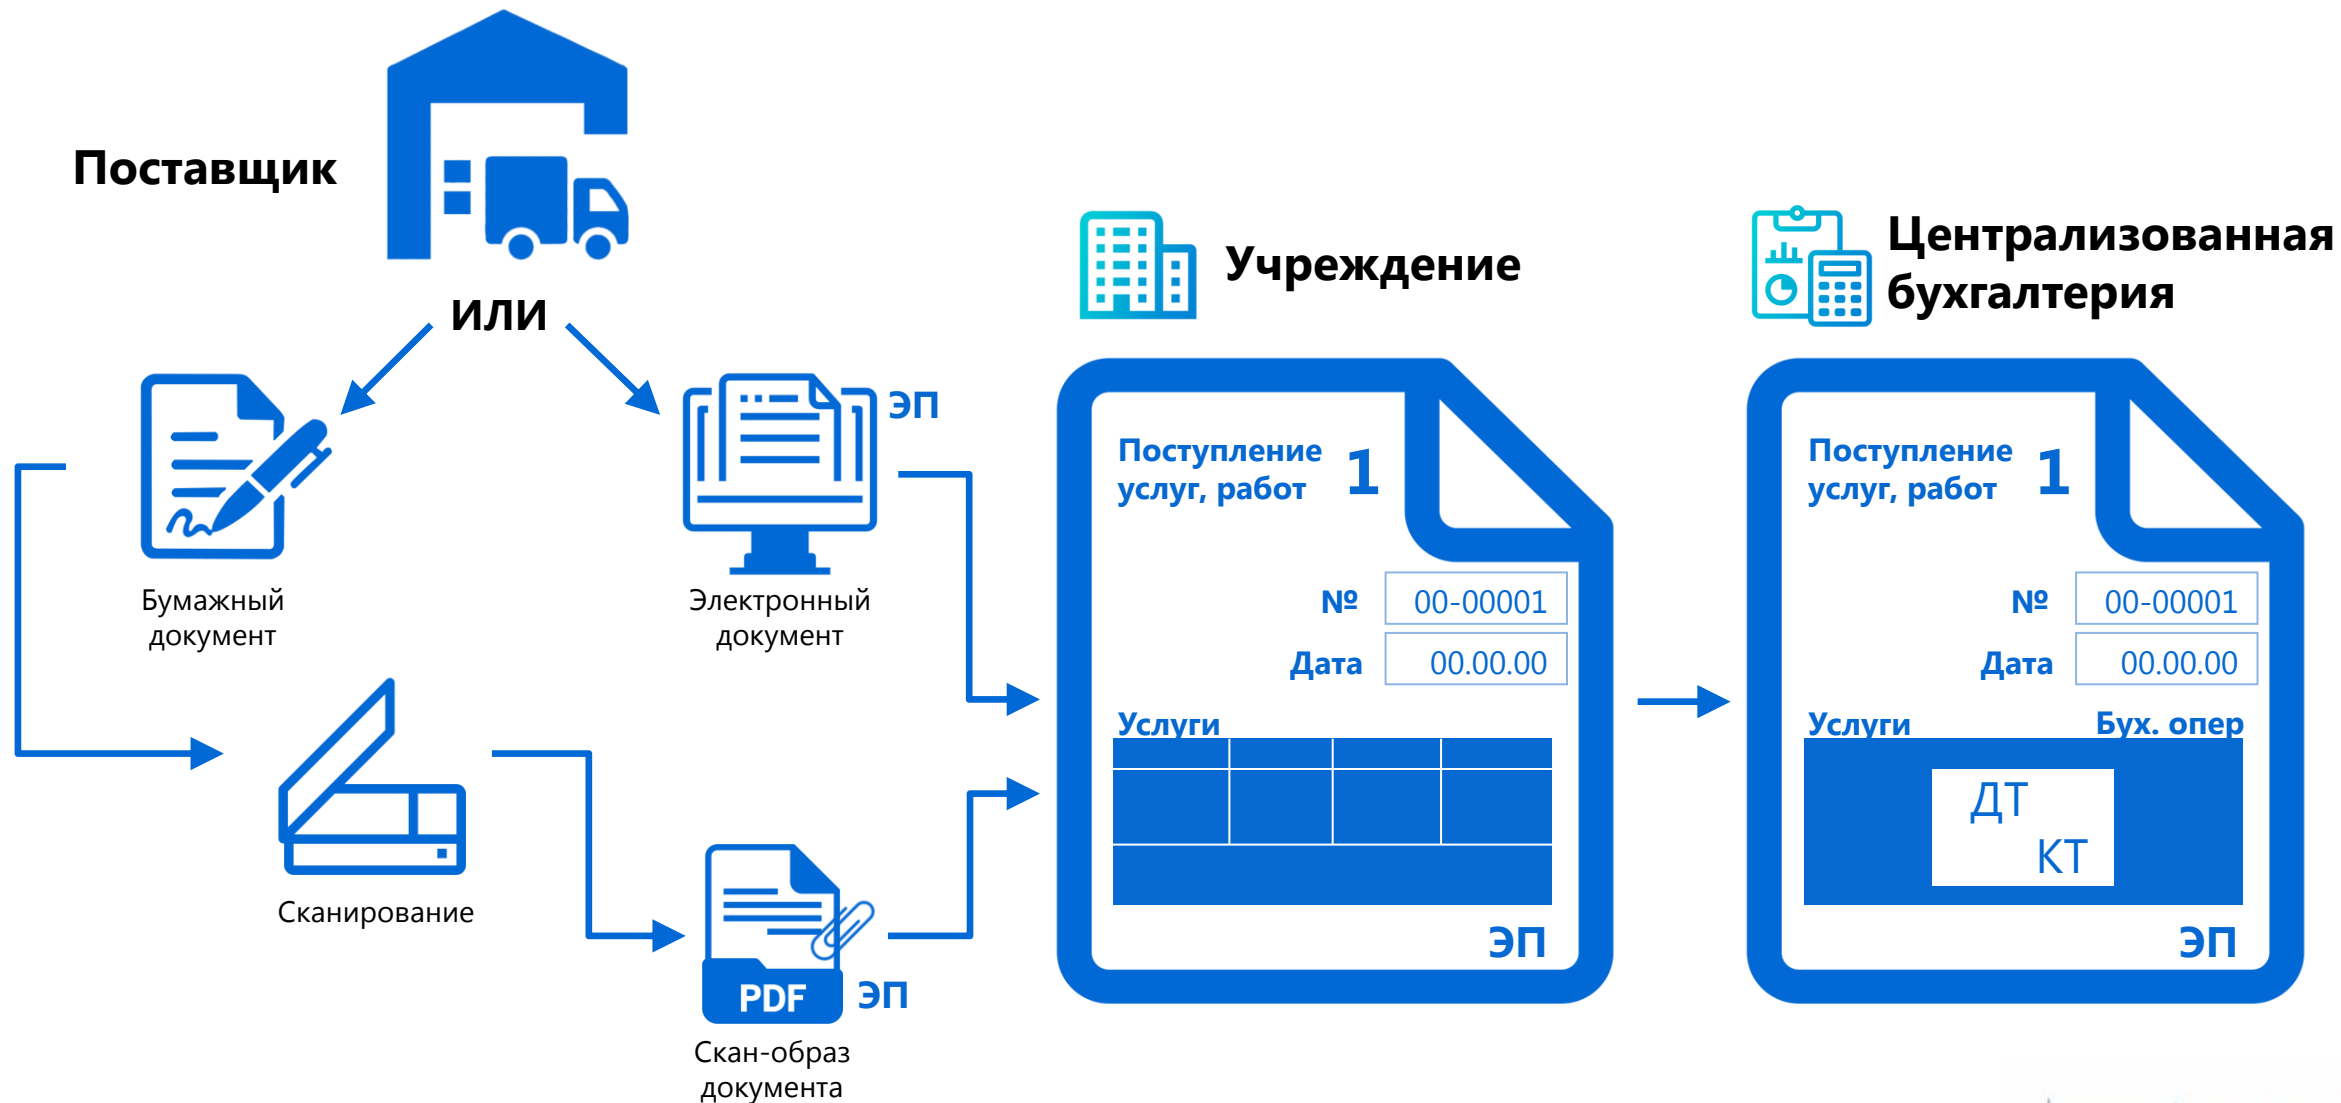 Поставщик
ИЛИ
ЭП
Бумажный
документ
Электронный
документ
Сканирование
PDF
ЭП
Скан-образ
документа
Учреждение
Поступление
услуг, работ
1
№ 00-00001
Дата 00.00.00
Услуги
ЭП
Централизованная
бухгалтерия
Поступление
услуг, работ
1
№ 00-00001
Дата 00.00.00
Услуги Бух. опер
ДТ
КТ
ЭП